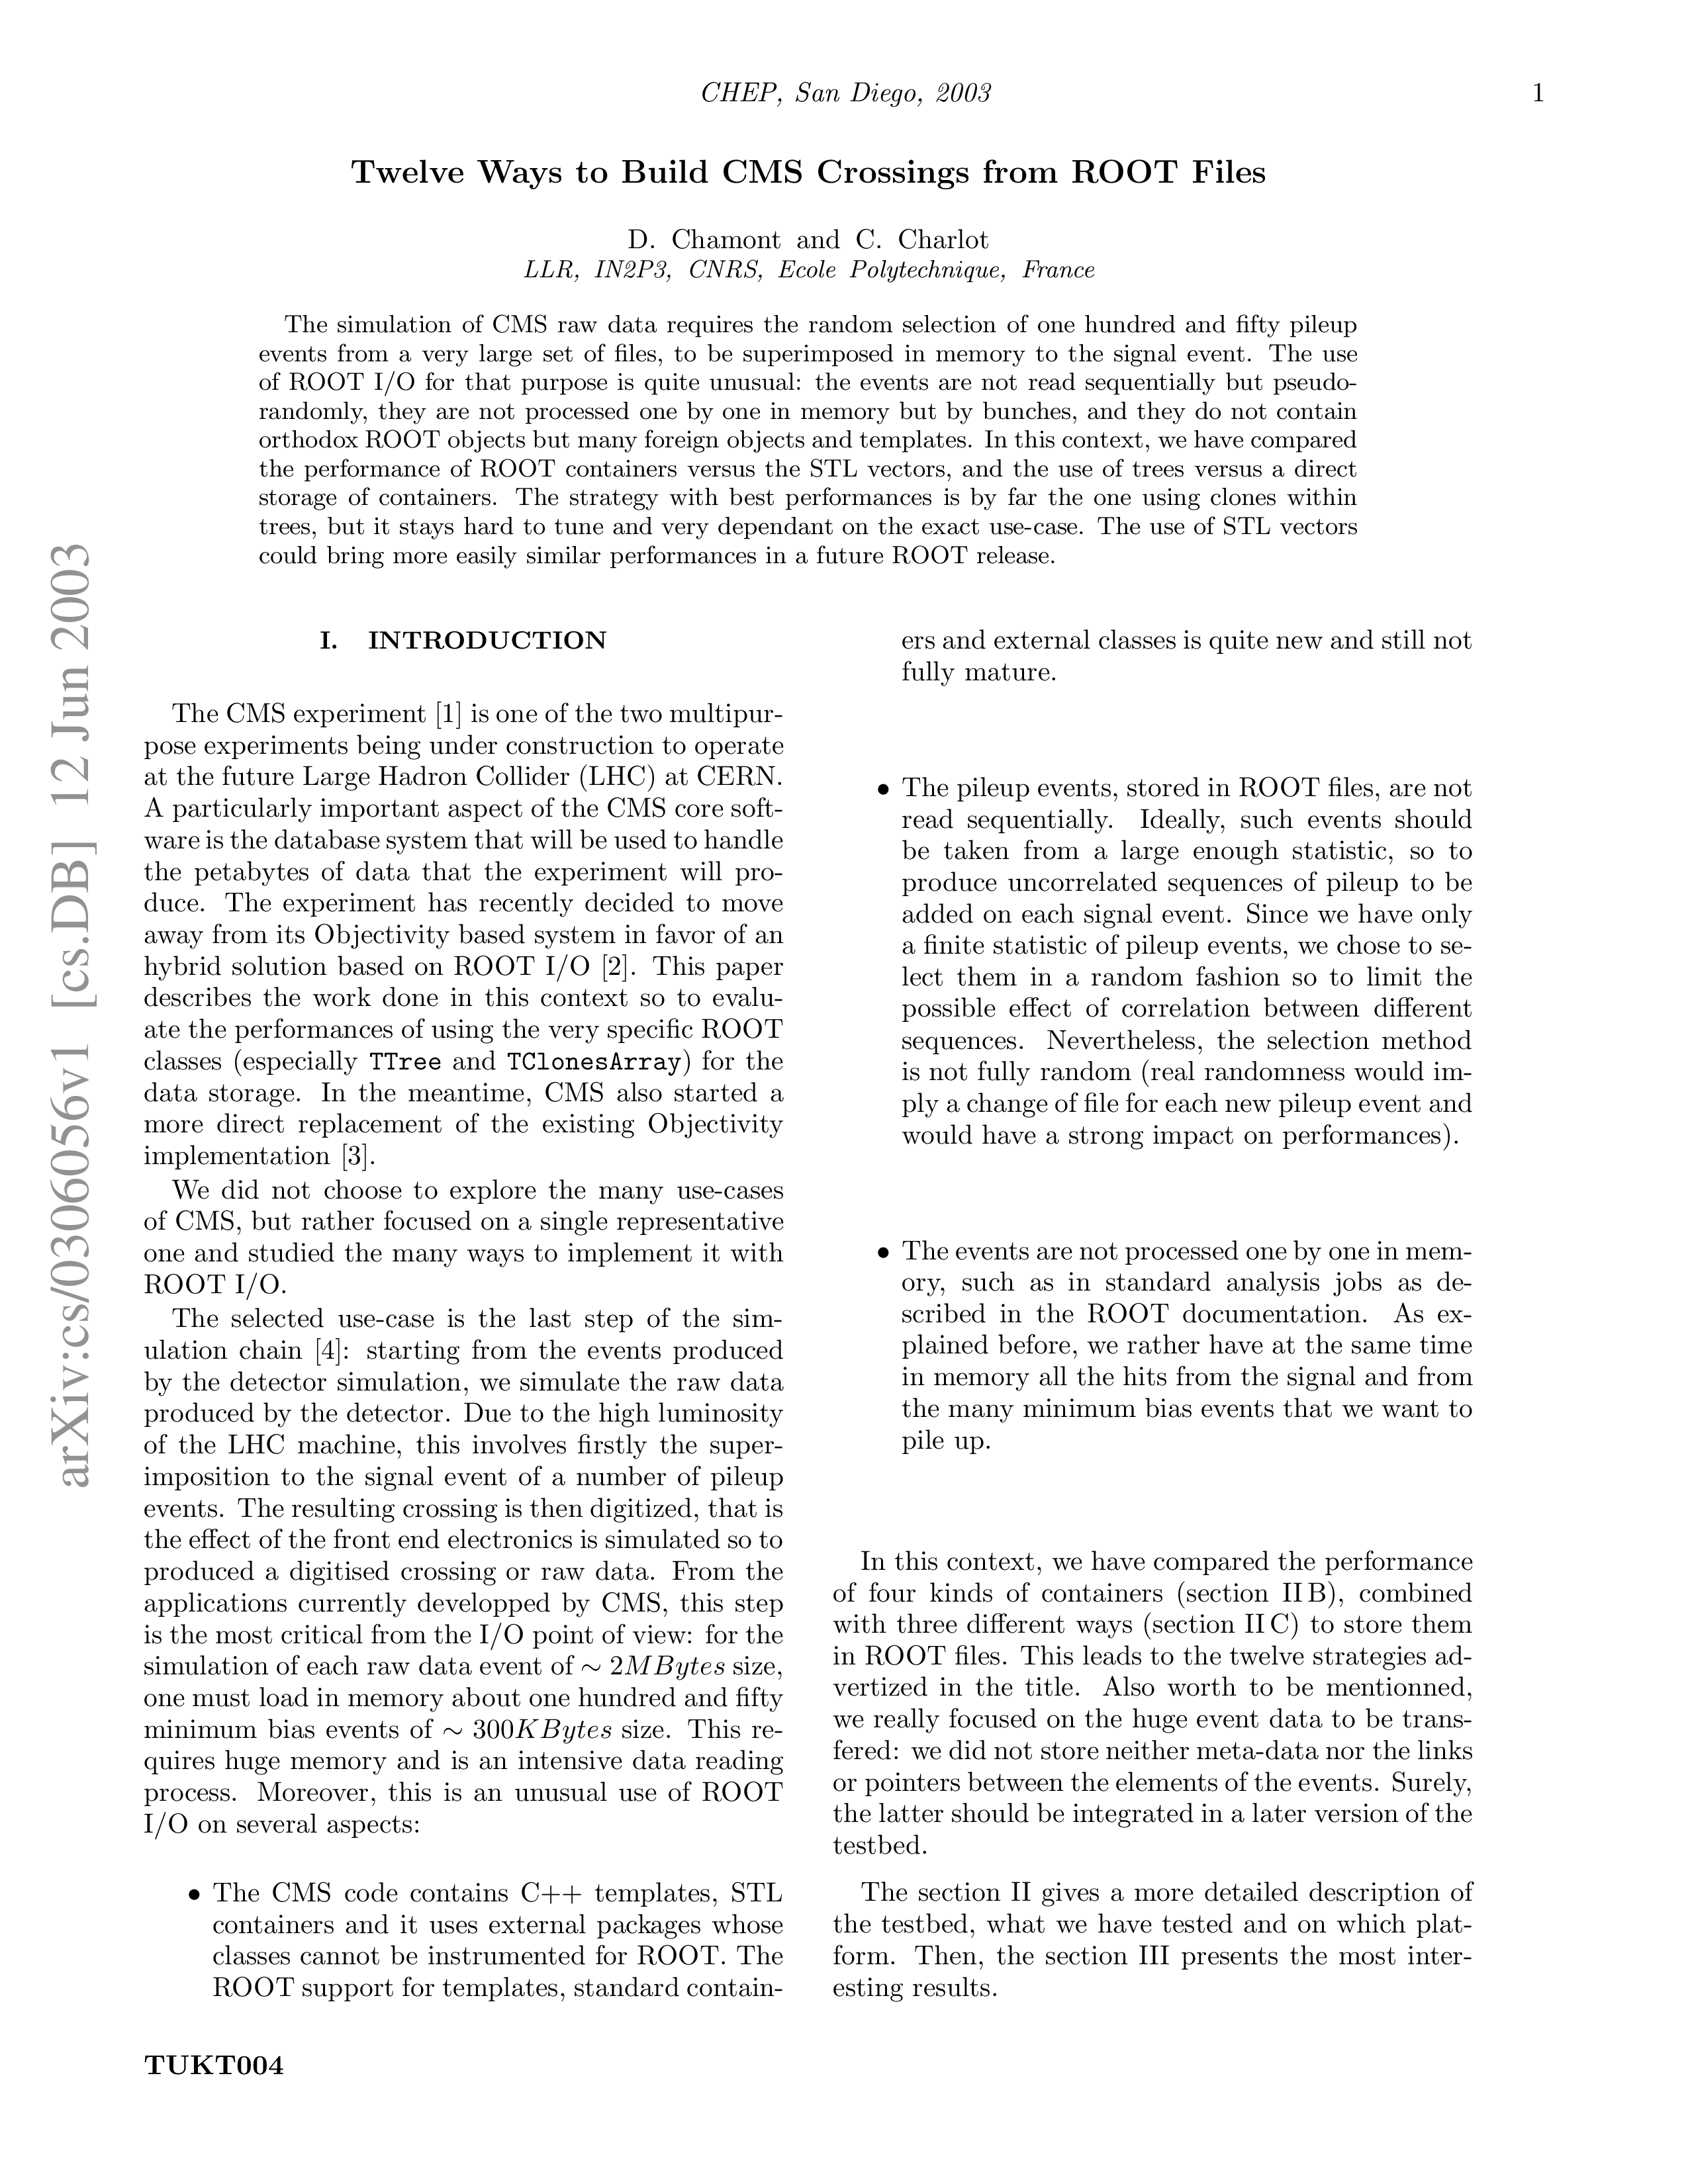 CHEP, San Diego, 2003
1
Twelve Ways to Build CMS Crossings from ROOT Files
D. Chamont and C. Charlot
LLR, IN2P3, CNRS, Ecole Polytechnique, France
The simulation of CMS raw data requires the random selection of one hundred and fifty pileup
events from a very large set of files, to be superimposed in memory to the signal event. The use
of ROOT I/O for that purpose is quite unusual: the events are not read sequentially but pseudo-
randomly, they are not processed one by one in memory but by bunches, and they do not contain
orthodox ROOT objects but many foreign objects and templates. In this context, we have compared
the performance of ROOT containers versus the STL vectors, and the use of trees versus a direct
storage of containers. The strategy with best performances is by far the one using clones within
trees, but it stays hard to tune and very dependant on the exact use-case. The use of STL vectors
could bring more easily similar performances in a future ROOT release.
arXiv:cs/0306056v1 [cs.DB] 12 Jun 2003
I. INTRODUCTION
The CMS experiment [1] is one of the two multipur-
pose experiments being under construction to operate
at the future Large Hadron Collider (LHC) at CERN.
A particularly important aspect of the CMS core soft-
ware is the database system that will be used to handle
the petabytes of data that the experiment will pro-
duce. The experiment has recently decided to move
away from its Objectivity based system in favor of an
hybrid solution based on ROOT I/O [2]. This paper
describes the work done in this context so to evalu-
ate the performances of using the very specific ROOT
classes (especially TTree and TClonesArray) for the
data storage. In the meantime, CMS also started a
more direct replacement of the existing Objectivity
implementation [3].
We did not choose to explore the many use-cases
of CMS, but rather focused on a single representative
one and studied the many ways to implement it with
ROOT I/O.
The selected use-case is the last step of the sim-
ulation chain [4]: starting from the events produced
by the detector simulation, we simulate the raw data
produced by the detector. Due to the high luminosity
of the LHC machine, this involves firstly the super-
imposition to the signal event of a number of pileup
events. The resulting crossing is then digitized, that is
the effect of the front end electronics is simulated so to
produced a digitised crossing or raw data. From the
applications currently developped by CMS, this step
is the most critical from the I/O point of view: for the
simulation of each raw data event of ∼ 2MBytes size,
one must load in memory about one hundred and fifty
minimum bias events of ∼ 300KBytes size. This re-
quires huge memory and is an intensive data reading
process. Moreover, this is an unusual use of ROOT
I/O on several aspects:
• The CMS code contains C++ templates, STL
containers and it uses external packages whose
classes cannot be instrumented for ROOT. The
ROOT support for templates, standard contain-
ers and external classes is quite new and still not
fully mature.
• The pileup events, stored in ROOT files, are not
read sequentially. Ideally, such events should
be taken from a large enough statistic, so to
produce uncorrelated sequences of pileup to be
added on each signal event. Since we have only
a finite statistic of pileup events, we chose to se-
lect them in a random fashion so to limit the
possible effect of correlation between different
sequences. Nevertheless, the selection method
is not fully random (real randomness would im-
ply a change of file for each new pileup event and
would have a strong impact on performances).
• The events are not processed one by one in mem-
ory, such as in standard analysis jobs as de-
scribed in the ROOT documentation. As ex-
plained before, we rather have at the same time
in memory all the hits from the signal and from
the many minimum bias events that we want to
pile up.
In this context, we have compared the performance
of four kinds of containers (section II B), combined
with three different ways (section II C) to store them
in ROOT files. This leads to the twelve strategies ad-
vertized in the title. Also worth to be mentionned,
we really focused on the huge event data to be trans-
fered: we did not store neither meta-data nor the links
or pointers between the elements of the events. Surely,
the latter should be integrated in a later version of the
testbed.
The section II gives a more detailed description of
the testbed, what we have tested and on which plat-
form. Then, the section III presents the most inter-
esting results.
TUKT004